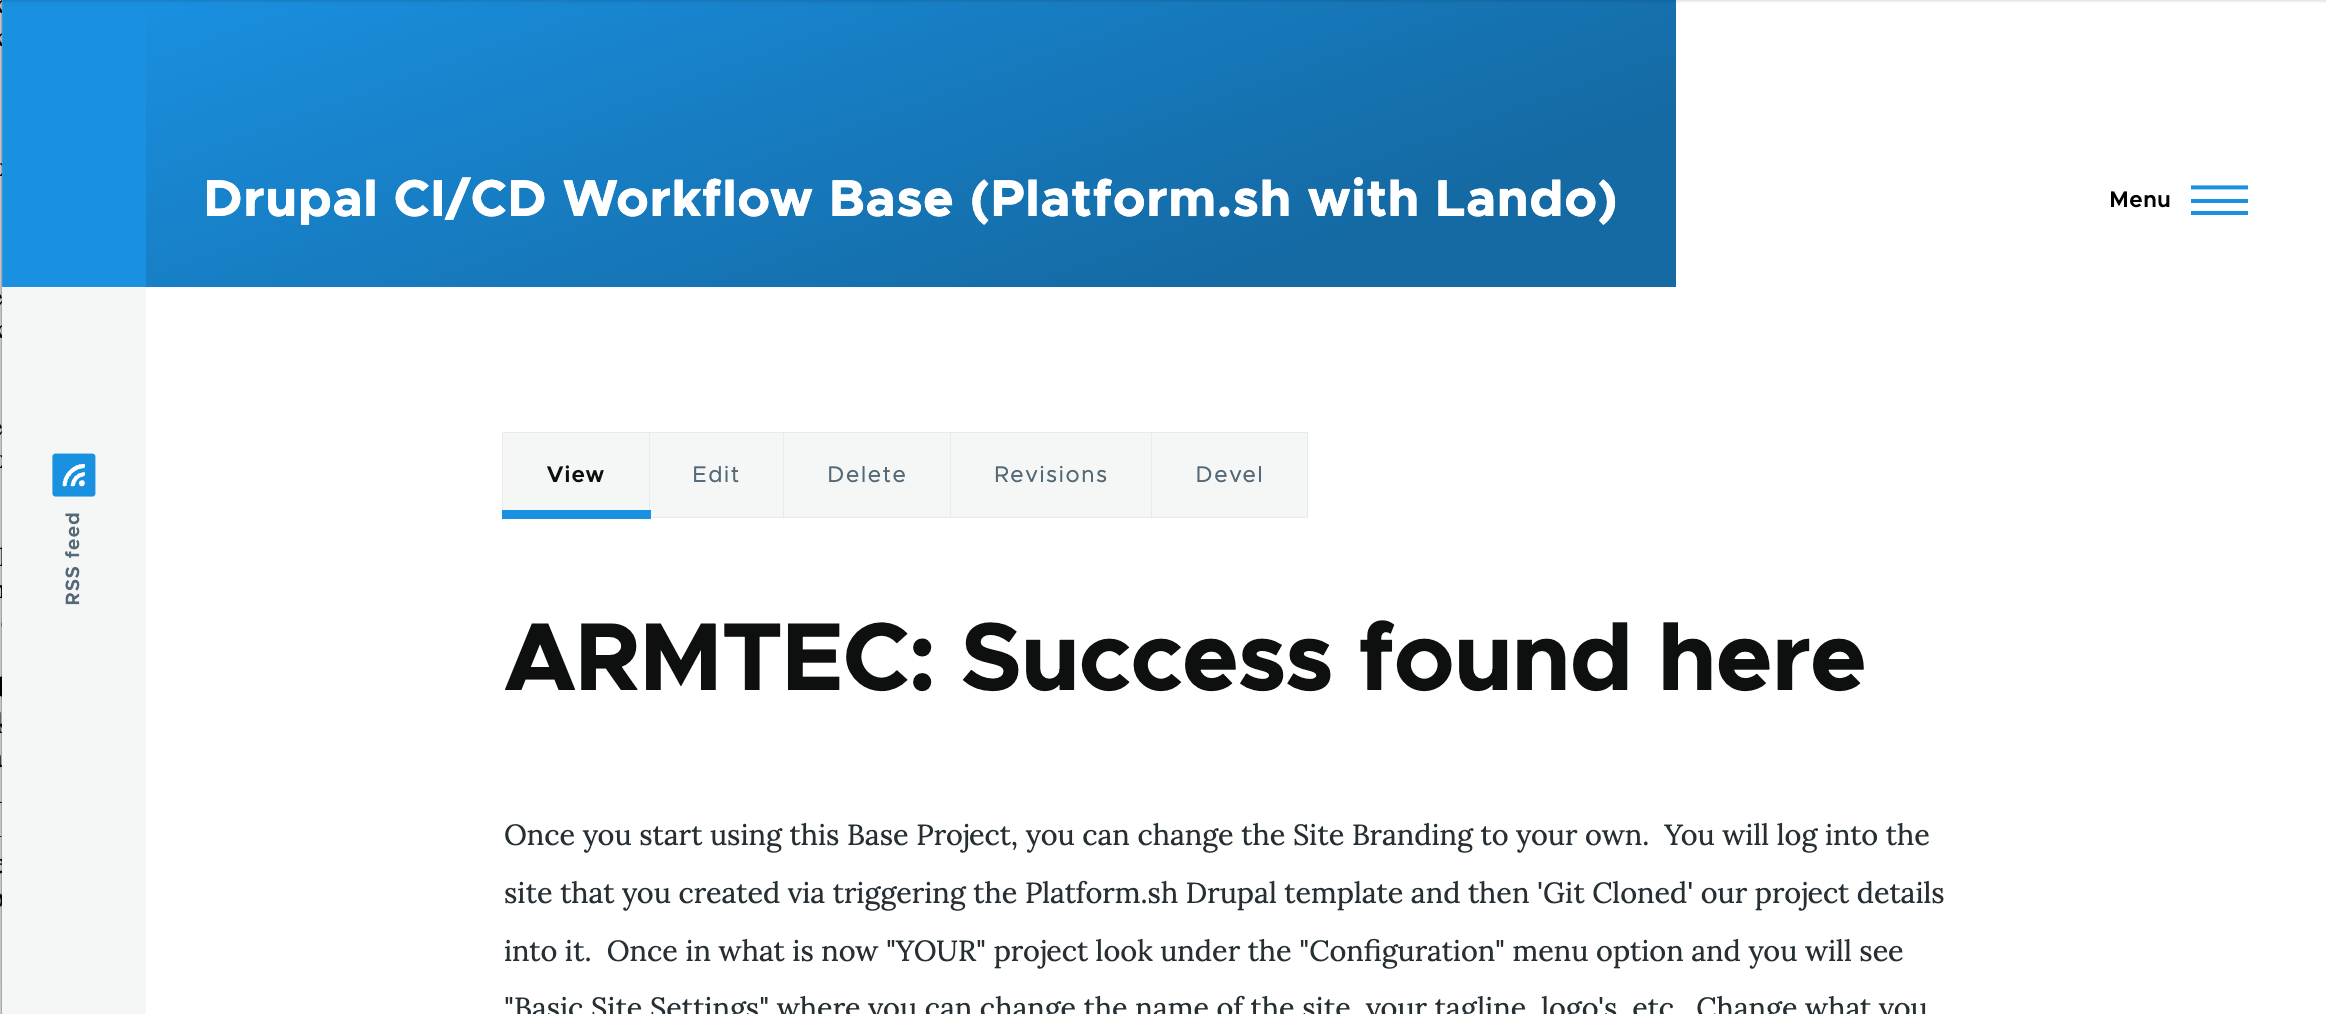 Drupal CI/CD Workflow Base (Platform.sh with Lando)
Menu
RSS feed
View Edit Delete Revisions Devel
ARMTEC: Success found here
Once you start using this Base Project, you can change the Site Branding to your own.  You will log into the
site that you created via triggering the Platform.sh Drupal template and then 'Git Cloned' our project details
into it.  Once in what is now "YOUR" project look under the "Configuration" menu option and you will see
"Basic Site Settings" where you can change the name of the site, your tagline, logo's, etc.  Change what you